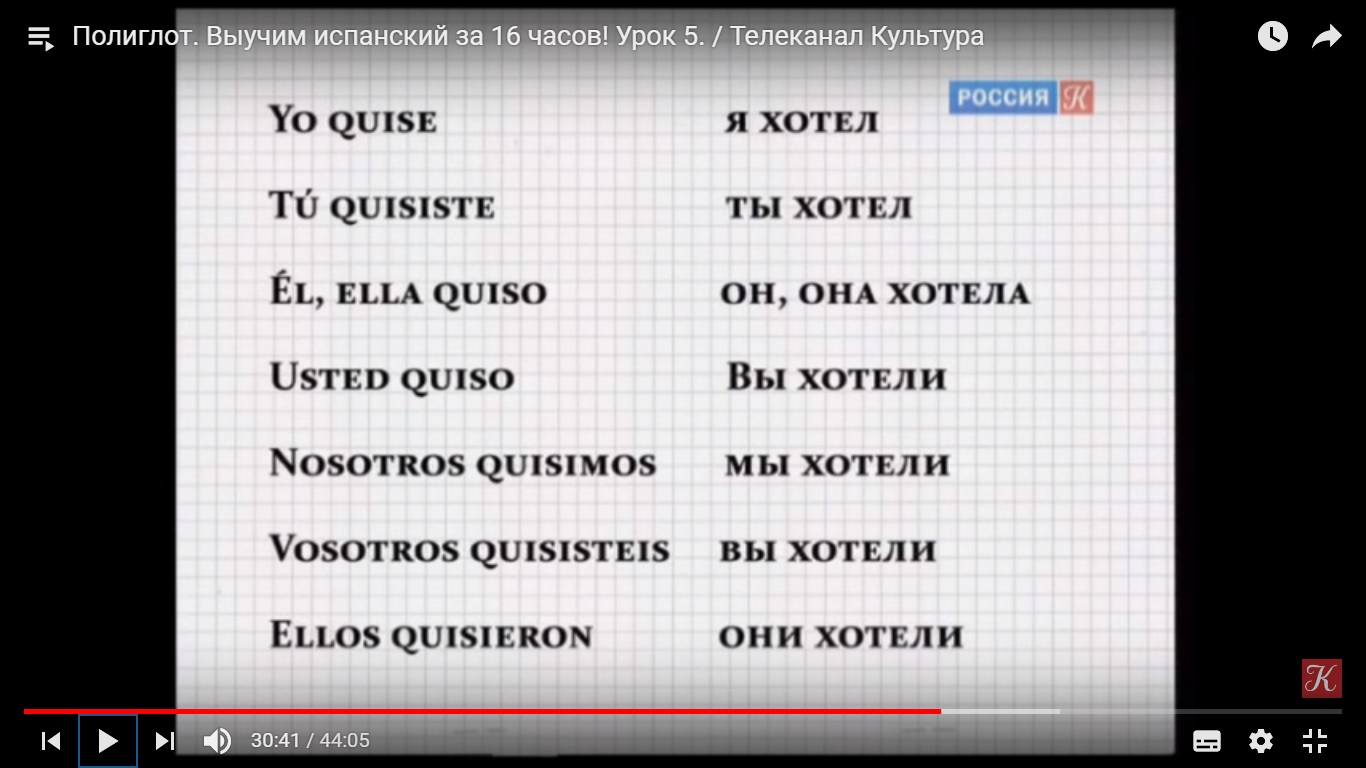 Полиглот. Выучим испанский за 16 часов! Урок 5. / Телеканал Культура
РОССИЯ К
Yo quise я хотел
Tú quisiste ты хотел
Él, ella quiso он, она хотела
Usted quiso Вы хотели
Nosotros quisimos мы хотели
Vosotros quisisteis вы хотели
Ellos quisieron они хотели
К
30:41 / 44:05